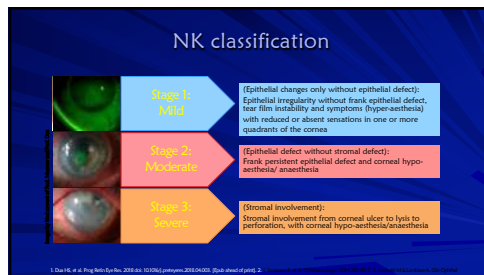 NK classification
Stage 1:
Mild
(Epithelial changes only without epithelial defect):
Epithelial irregularity without frank epithelial defect,
tear film instability and symptoms (hyper-aesthesia)
with reduced or absent sensations in one or more
quadrants of the cornea
Stage 2:
Moderate
(Epithelial defect without stromal defect):
Frank persistent epithelial defect and corneal hypo-
aesthesia/ anaesthesia
Stage 3:
Severe
(Stromal involvement):
Stromal involvement from corneal ulcer to lysis to
perforation, with corneal hypo-aesthesia/anaesthesia
1. Dua HS, et al. Prog Retin Eye Res. 2018 doi: 10.1016/j.preteyeres.2018.04.003. [Epub ahead of print]. 2.